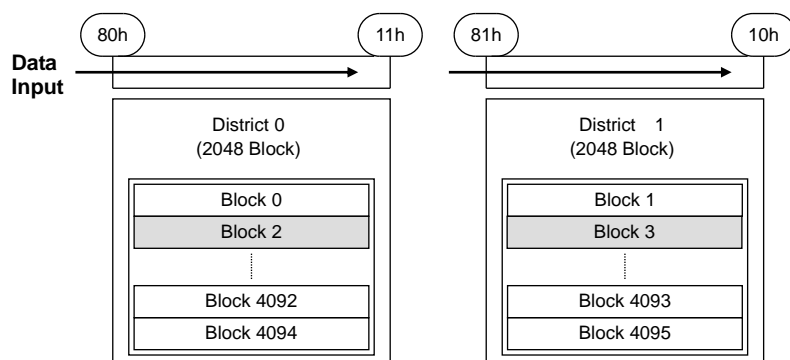 80h
11h
81h
10h
Data
Input
District 0
(2048 Block)
Block 0
Block 2
Block 4092
Block 4094
District 1
(2048 Block)
Block 1
Block 3
Block 4093
Block 4095